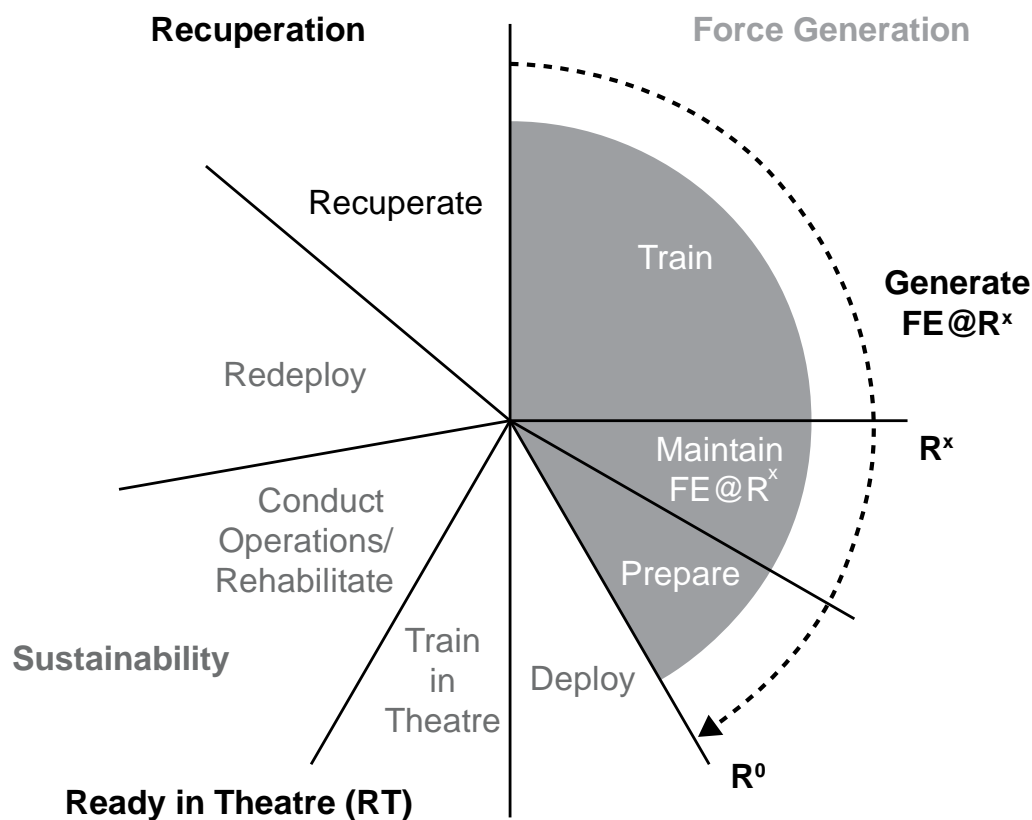 Recuperation
Force Generation
Recuperate
Train
Generate
FE@Rˣ
Redeploy
Rˣ
Maintain
FE@Rˣ
Conduct
Operations/
Rehabilitate
Prepare
Sustainability
Train
in
Theatre
Deploy
R⁰
Ready in Theatre (RT)